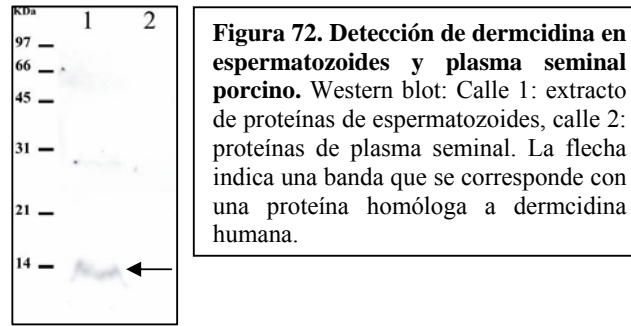 KDa
1 2
97
66
45
31
21
14
Figura 72. Detección de dermcidina en
espermatozoides y plasma seminal
porcino. Western blot: Calle 1: extracto
de proteínas de espermatozoides, calle 2:
proteínas de plasma seminal. La flecha
indica una banda que se corresponde con
una proteína homóloga a dermcidina
humana.